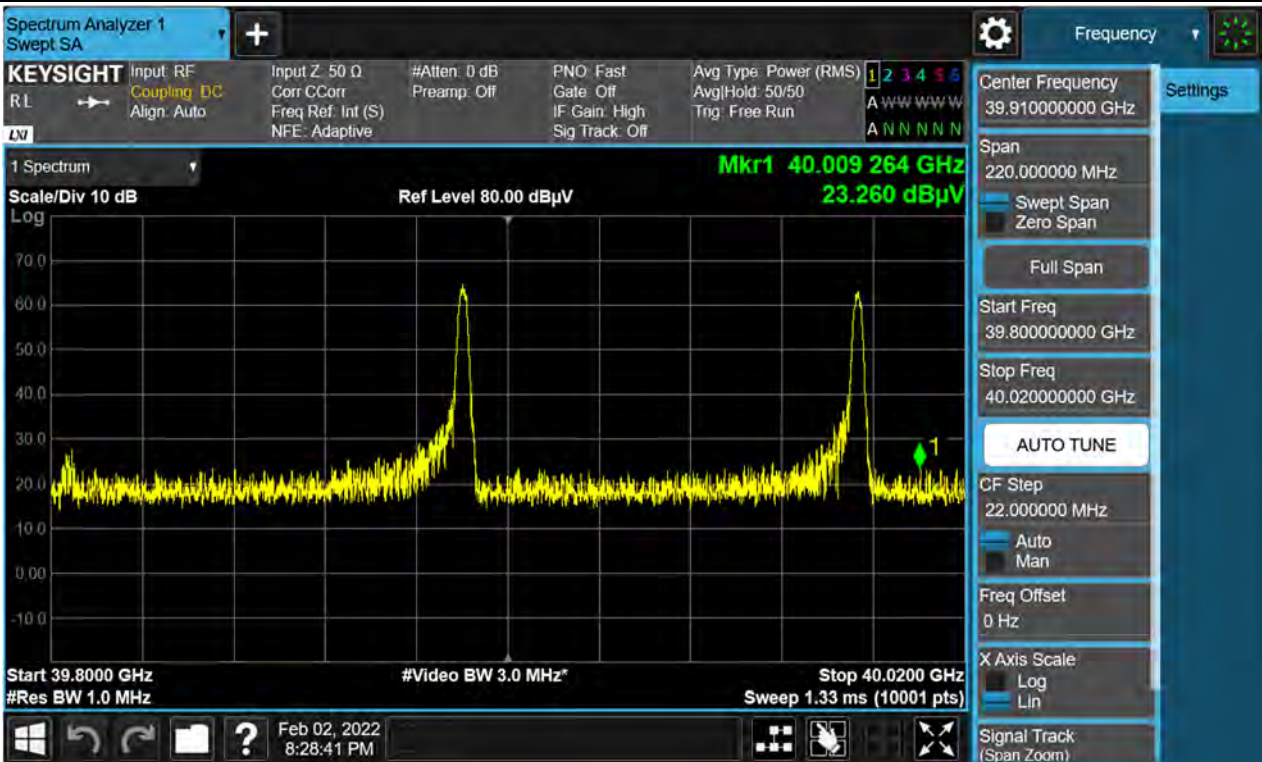 Spectrum Analyzer 1
Swept SA
+
Frequency
KEYSIGHT
RL
LXI
Input: RF
Coupling: DC
Align: Auto
Input Z: 50 Ω
Corr CCorr
Freq Ref: Int (S)
NFE: Adaptive
#Atten: 0 dB
Preamp: Off
PNO: Fast
Gate: Off
IF Gain: High
Sig Track: Off
Avg Type: Power (RMS)
Avg|Hold: 50/50
Trig: Free Run
1 2 3 4 5 6
A W W W W W
A N N N N N
1 Spectrum
Scale/Div 10 dB
Ref Level 80.00 dBµV
Mkr1 40.009 264 GHz
23.260 dBµV
Log
70.0
60.0
50.0
40.0
30.0
20.0
10.0
0.00
-10.0
1
Start 39.8000 GHz
#Res BW 1.0 MHz
#Video BW 3.0 MHz*
Stop 40.0200 GHz
Sweep 1.33 ms (10001 pts)
Center Frequency
39.910000000 GHz
Span
220.000000 MHz
Swept Span
Zero Span
Full Span
Start Freq
39.800000000 GHz
Stop Freq
40.020000000 GHz
AUTO TUNE
CF Step
22.000000 MHz
Auto
Man
Freq Offset
0 Hz
X Axis Scale
Log
Lin
Signal Track
(Span Zoom)
Settings
?
Feb 02, 2022
8:28:41 PM